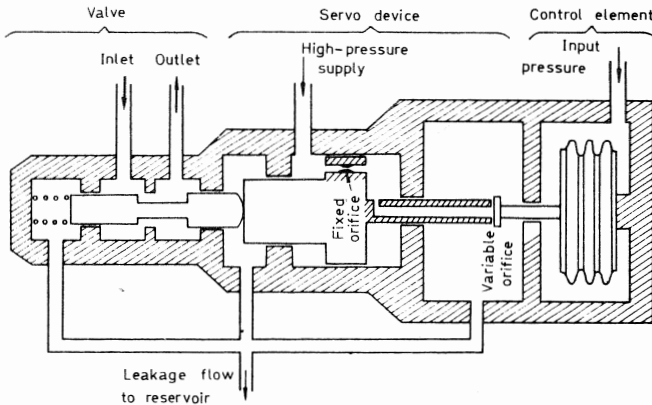 Valve
Servo device
Control element
Inlet
Outlet
High-pressure
supply
Input
pressure
Fixed
orifice
Variable
orifice
Leakage flow
to reservoir